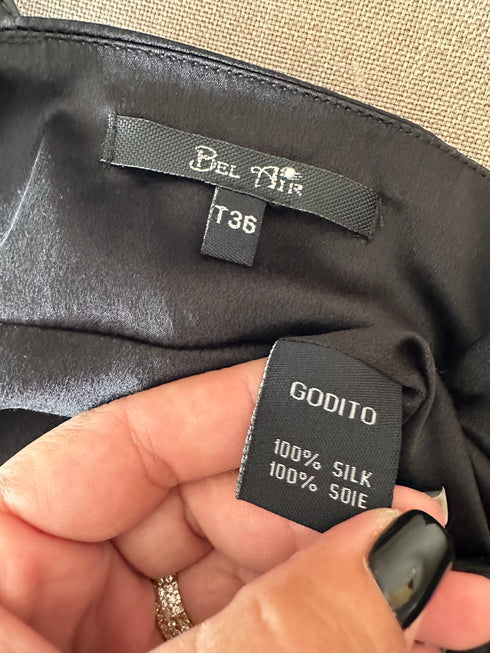 BEL AIR
T36
GODITO
100% SILK
100% SOIE